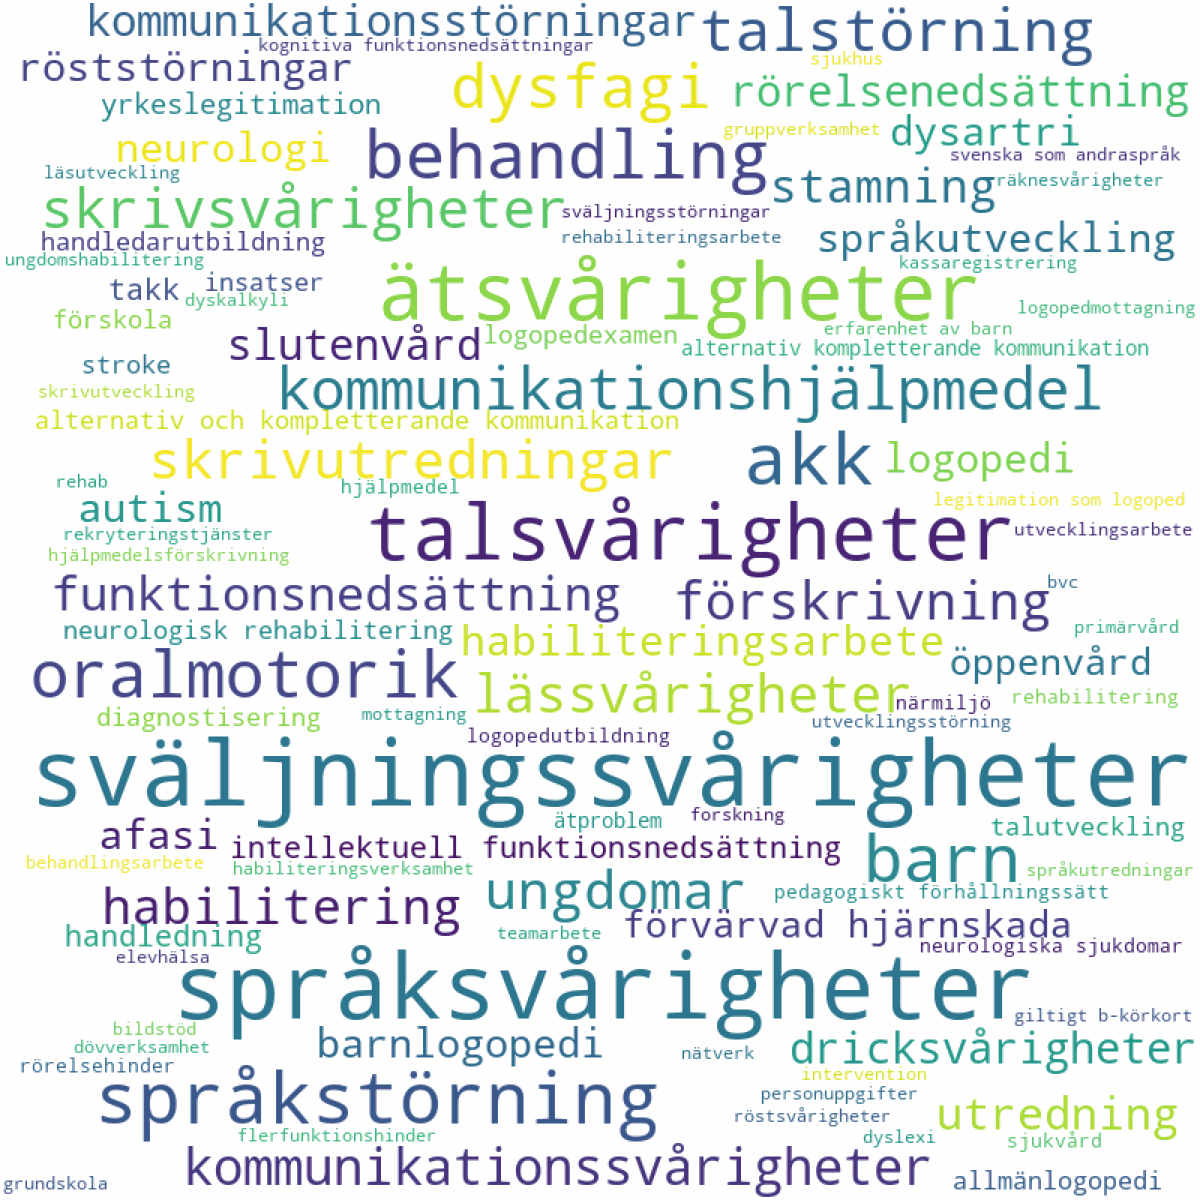 kommunikationsstörningar
talstörning
kognitiva funktionsnedsättningar
röststörningar
sjukhus
dysfagi
rörelsenedsättning
yrkeslegitimation
gruppverksamhet
dysartri
neurologi
behandling
svenska som andraspråk
läsutveckling
stamning
räknesvårigheter
skrivsvårigheter
sväljningsstörningar
handledarutbildning
rehabiliteringsarbete
språkutveckling
ungdomshabilitering
kassaregistrering
takk
insatser
ätsvårigheter
dyskalkyli
logopedmottagning
förskola
slutenvård
logopedexamen
erfarenhet av barn
alternativ kompletterande kommunikation
stroke
skrivutveckling
kommunikationshjälpmedel
alternativ och kompletterande kommunikation
skrivutredningar
akk
logopedi
rehab
hjälpmedel
autism
legitimation som logoped
rekryteringstjänster
talsvårigheter
utvecklingsarbete
hjälpmedelsförskrivning
funktionsnedsättning
förskrivning
bvc
neurologisk rehabilitering
habiliteringsarbete
primärvård
oralmotorik
öppenvård
lässvårigheter
närmiljö
rehabilitering
diagnostisering
mottagning
utvecklingsstörning
logopedutbildning
sväljningssvårigheter
afasi
ätproblem
forskning
talutveckling
intellektuell funktionsnedsättning
barn
behandlingsarbete
habiliteringsverksamhet
språkutredningar
habilitering
ungdomar
pedagogiskt förhållningssätt
handledning
teamarbete
förvärvad hjärnskada
neurologiska sjukdomar
elevhälsa
språksvårigheter
giltigt b-körkort
bildstöd
dövverksamhet
barnlogopedi
nätverk
dricksvårigheter
rörelsehinder
intervention
språkstörning
personuppgifter
röstsvårigheter
utredning
flerfunktionshinder
dyslexi
sjukvård
grundskola
kommunikationssvårigheter
allmänlogopedi